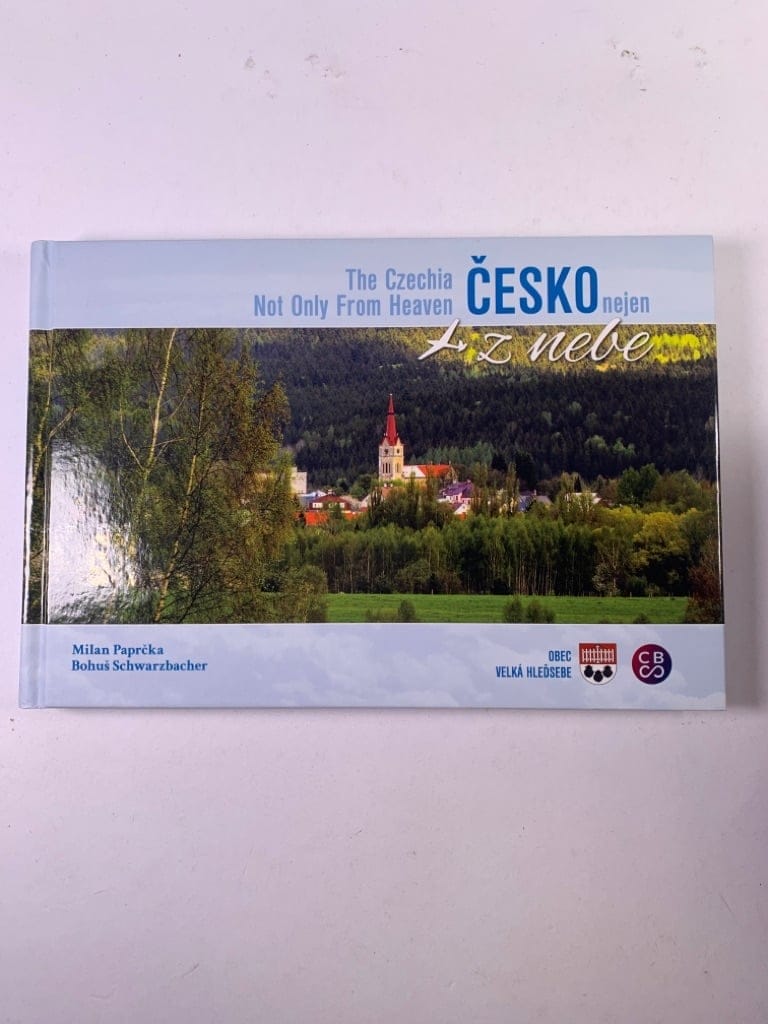 The Czechia
Not Only From Heaven
ČESKO nejen
z nebe
Milan Paprčka
Bohuš Schwarzbacher
OBEC
VELKÁ HLEĎSEBE
CB